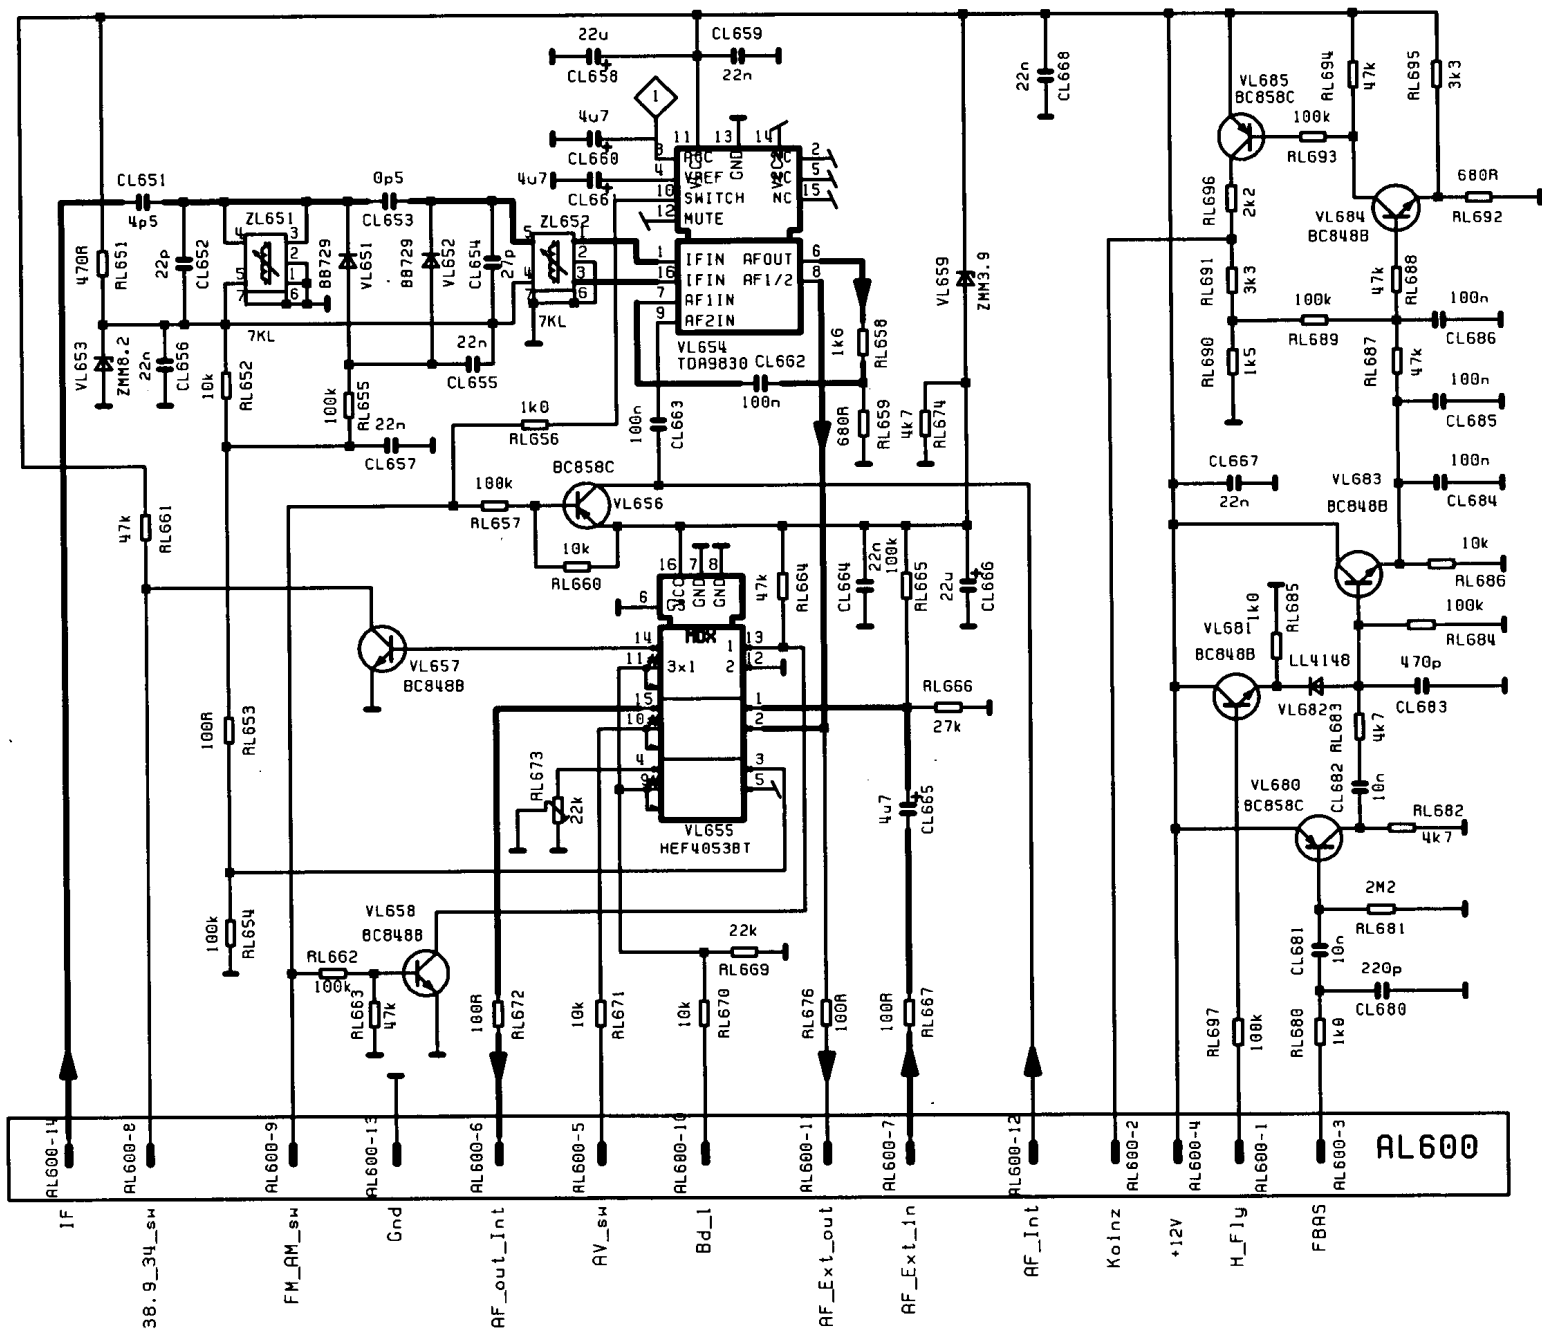 22u
CL658
CL659
22n
22n
CL668
VL685
BC858C
RL694
47k
RL695
3k3
1
4u7
CL660
4u7
CL66
11
13
14
3
AGC
4
VREF
10
SWITCH
12
MUTE
VCC
GND
2
NC
5
NC
15
NC
100k
RL693
RL696
2k2
680R
RL692
VL684
BC848B
CL651
4p5
0p5
CL653
ZL651
4
3
2
5
1
7
6
7KL
470R
RL651
22p
CL652
BB729
VL651
BB729
VL652
CL654
27p
ZL652
5
1
2
4
3
7
6
7KL
1
IFIN
AFOUT
6
16
IFIN
AF1/2
8
7
AF1IN
9
AF2IN
VL654
TDA9830
VL659
ZMM3.9
RL691
3k3
47k
RL688
100k
RL689
100n
CL686
VL653
ZMM8.2
22n
CL656
10k
RL652
22n
CL655
100k
RL655
CL662
100n
1k6
RL658
RL690
1k5
RL687
47k
100n
CL685
1k0
RL656
100n
CL663
680R
RL659
4k7
RL674
22n
CL657
BC858C
VL656
100k
RL657
10k
RL660
CL667
22n
VL683
BC848B
100n
CL684
47k
RL661
16
7
8
VCC
GND
GND
6
G
47k
RL664
CL664
22n
100k
RL665
22u
CL666
10k
RL686
100k
RL684
1k0
RL685
MUX
14
13
1
11
3x1
2
12
15
1
10
2
4
3
9
5
VL655
HEF4053BT
VL657
BC848B
RL666
27k
VL681
BC848B
LL4148
VL682
470p
CL683
RL683
4k7
100R
RL653
RL673
22k
4u7
CL665
VL680
BC858C
CL682
10n
RL682
4k7
100k
RL654
VL658
BC848B
RL662
100k
RL663
47k
22k
RL669
2M2
RL681
CL681
10n
220p
CL680
100R
RL672
10k
RL671
10k
RL670
RL676
100R
100R
RL667
RL697
100k
RL680
1k0
AL600-14
AL600-8
AL600-9
AL600-13
AL600-6
AL600-5
AL600-10
AL600-11
AL600-7
AL600-12
AL600-2
AL600-4
AL600-1
AL600-3
AL600
IF
38.9_34_sw
FM_AM_sw
Gnd
AF_out_Int
AV_sw
Bd_l
AF_Ext_out
AF_Ext_in
AF_Int
Koinz
+12V
H_Fly
FBAS